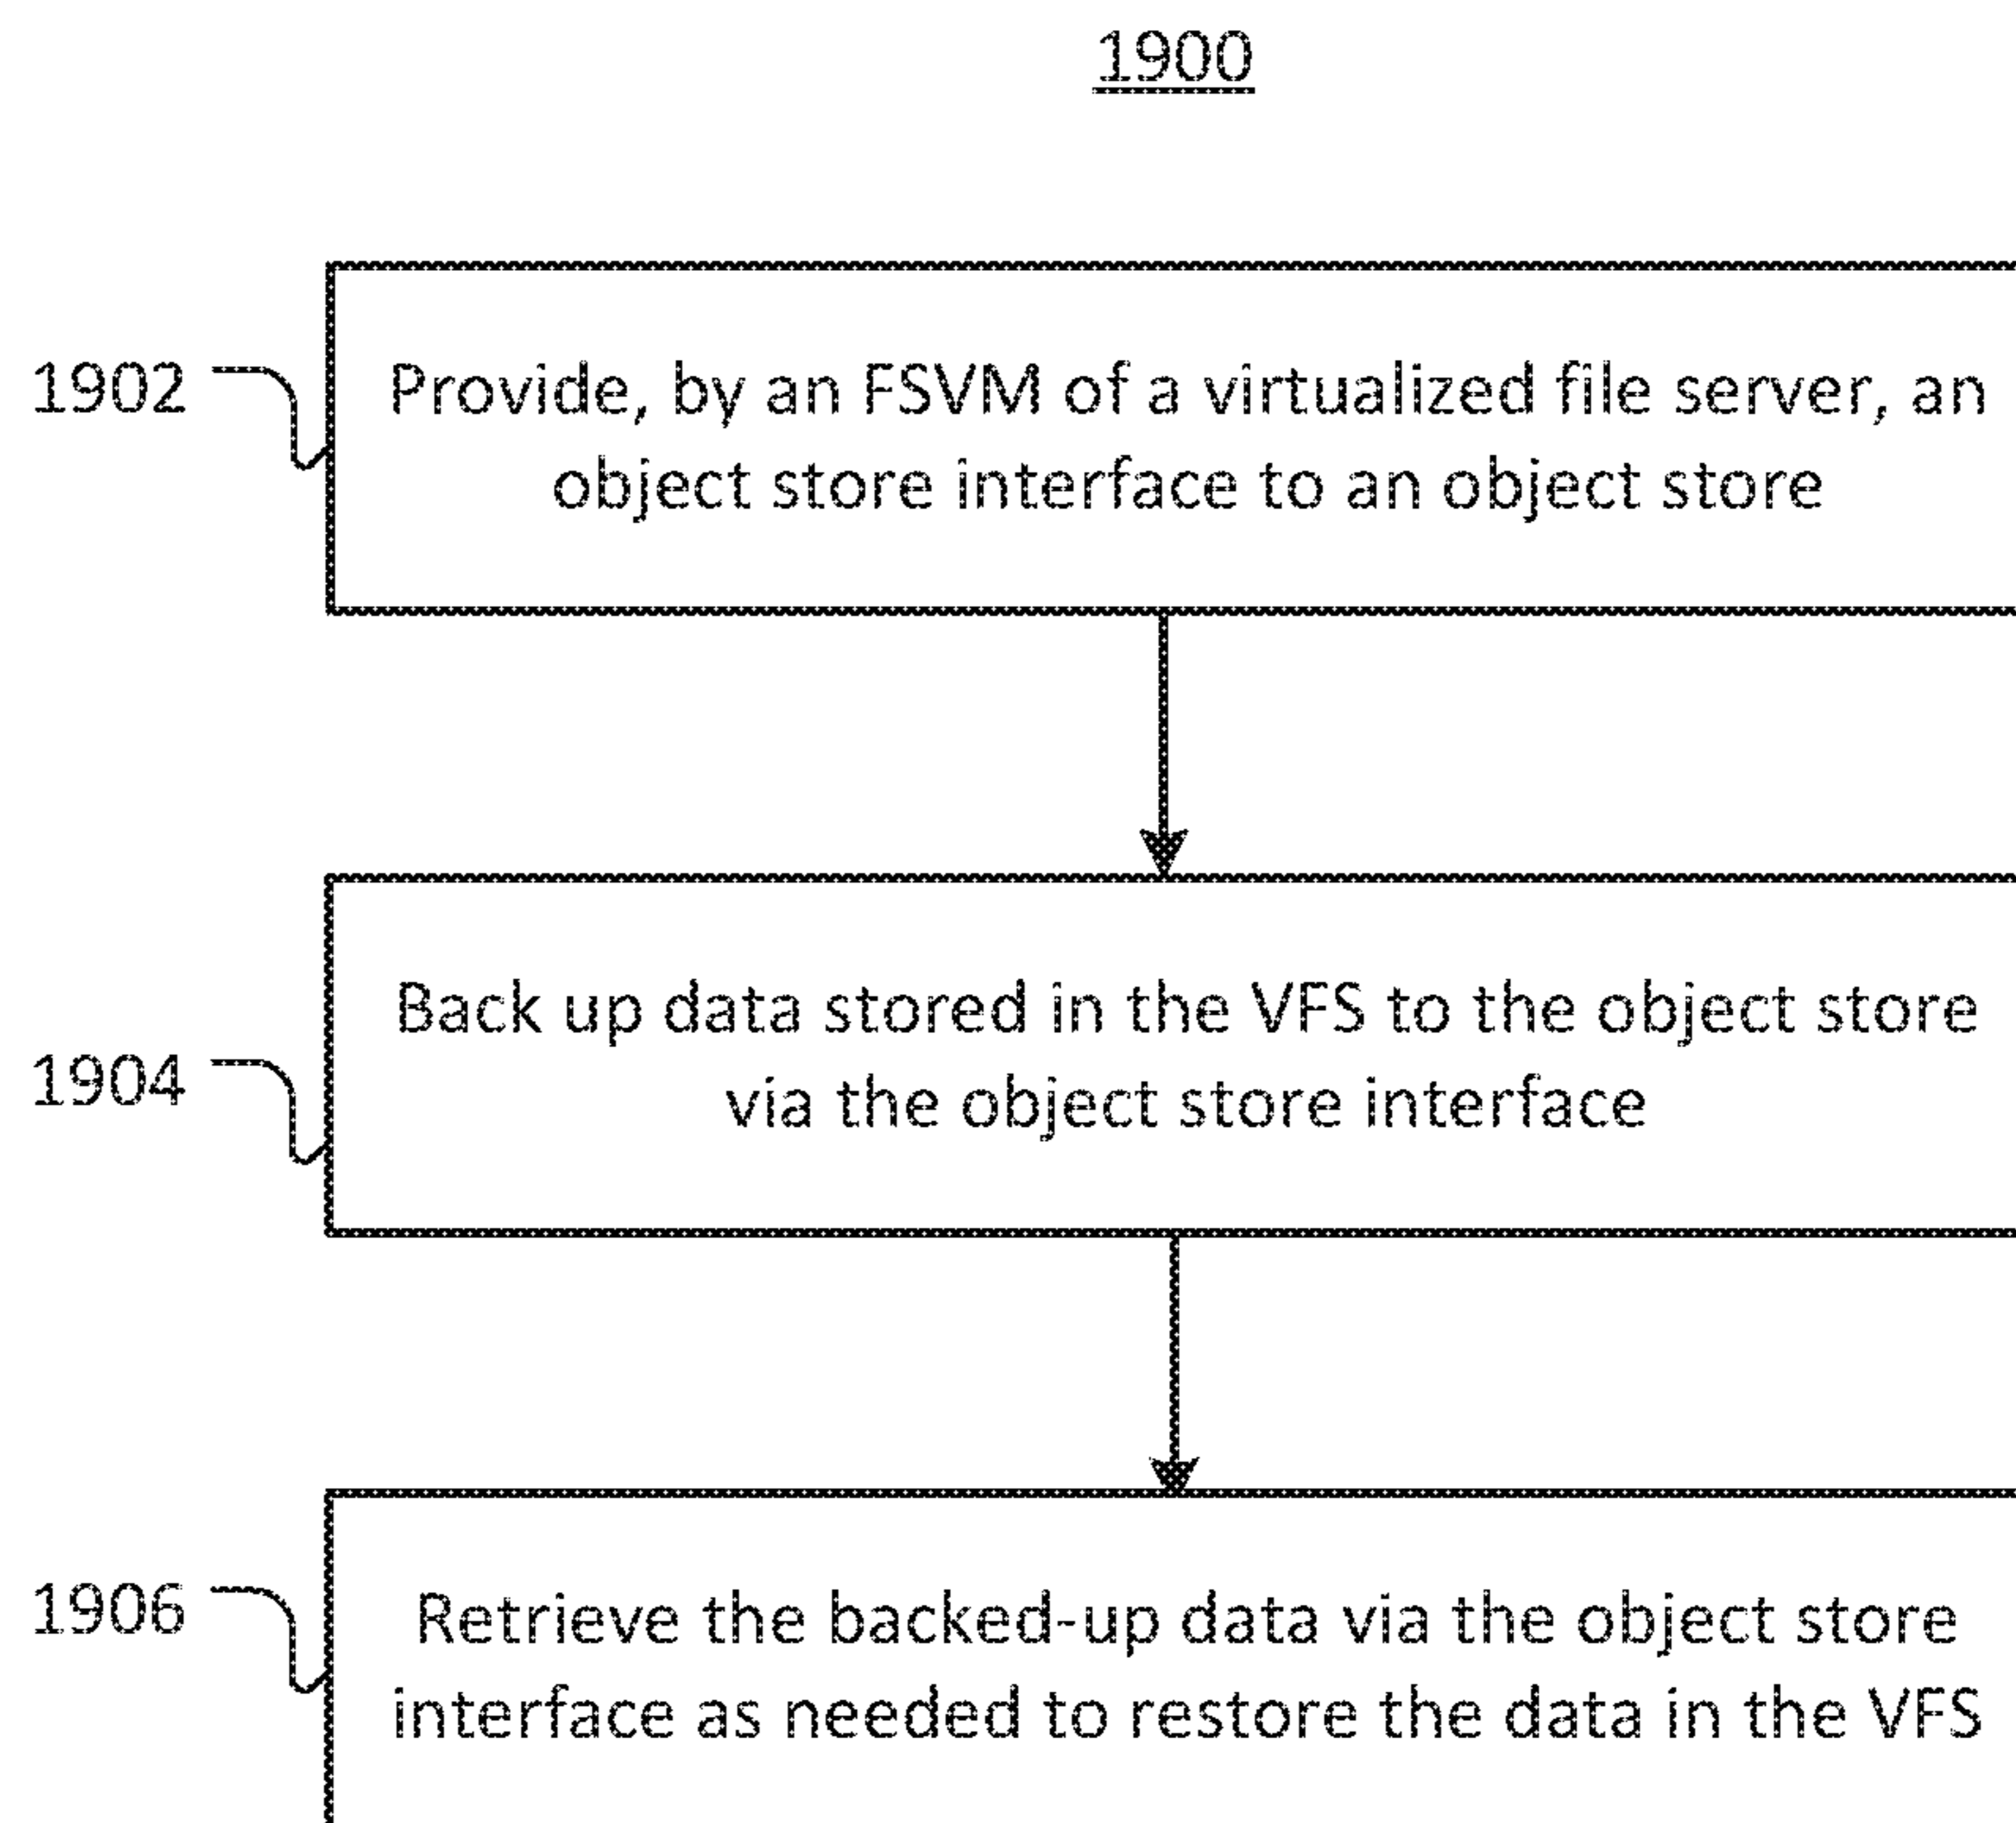 1900
1902
Provide, by an FSVM of a virtualized file server, an
object store interface to an object store
Back up data stored in the VFS to the object store
1904
via the object store interface
1906
Retrieve the backed-up data via the object store
interface as needed to restore the data in the VFS